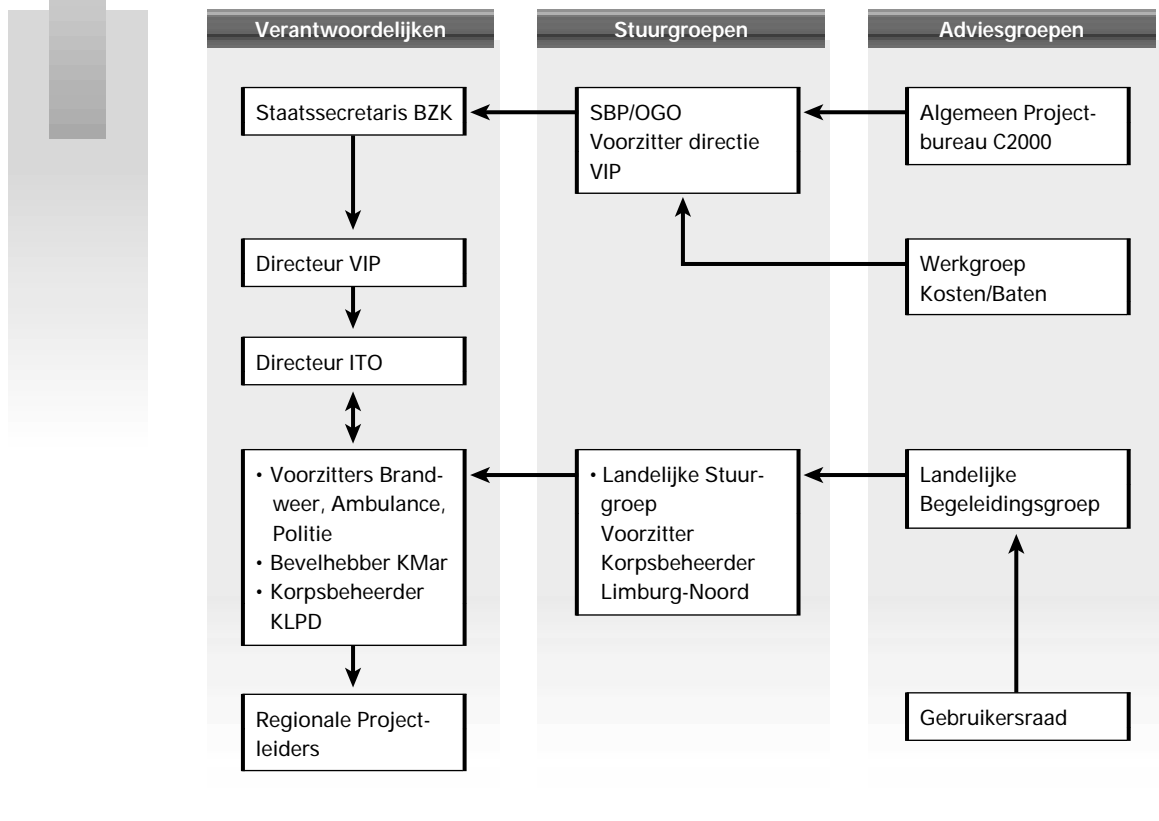 Verantwoordelijken
Stuurgroepen
Adviesgroepen
Staatssecretaris BZK
SBP/OGO
Voorzitter directie
VIP
Algemeen Project-
bureau C2000
Directeur VIP
Werkgroep
Kosten/Baten
Directeur ITO
• Voorzitters Brand-
weer, Ambulance,
Politie
• Bevelhebber KMar
• Korpsbeheerder
KLPD
• Landelijke Stuur-
groep
Voorzitter
Korpsbeheerder
Limburg-Noord
Landelijke
Begeleidingsgroep
Regionale Project-
leiders
Gebruikersraad